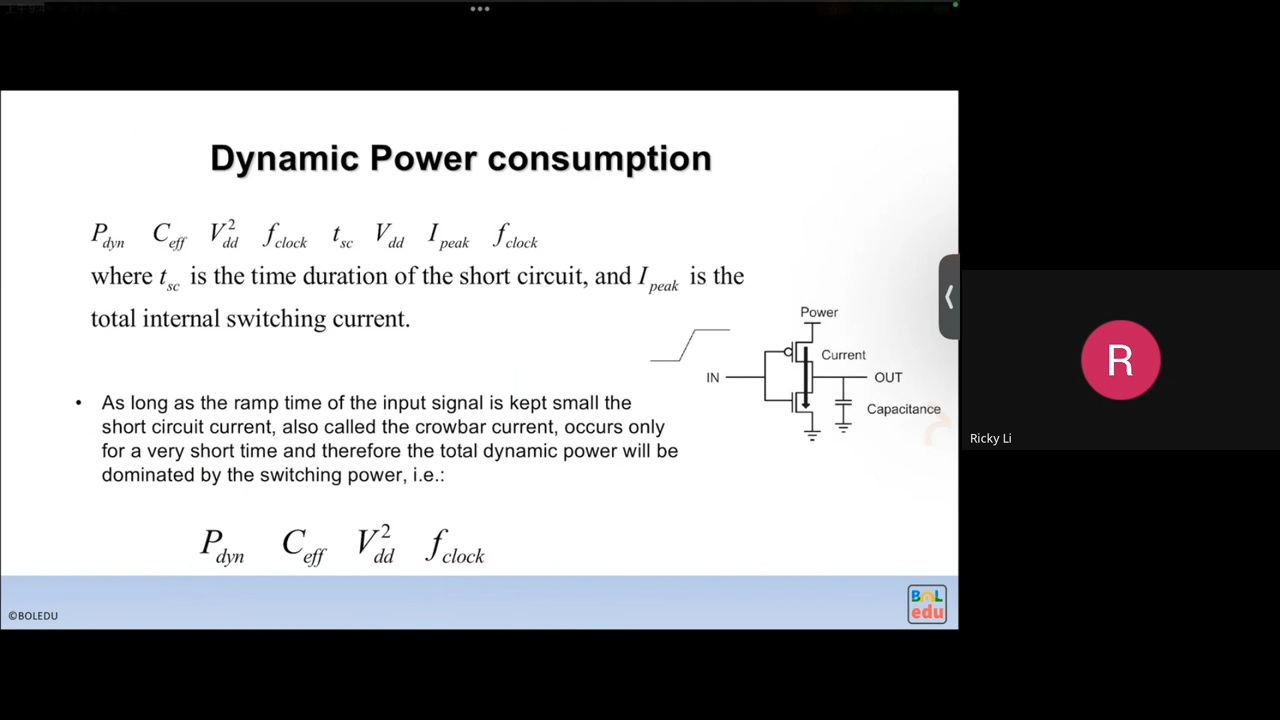 Dynamic Power consumption
P_dyn C_eff V_dd^2 f_clock t_sc V_dd I_peak f_clock
where t_sc is the time duration of the short circuit, and I_peak is the
total internal switching current.
Power
Current
IN
OUT
Capacitance
• As long as the ramp time of the input signal is kept small the
short circuit current, also called the crowbar current, occurs only
for a very short time and therefore the total dynamic power will be
dominated by the switching power, i.e.:
P_dyn C_eff V_dd^2 f_clock
©BOLEDU
BOL
edu
R
Ricky Li